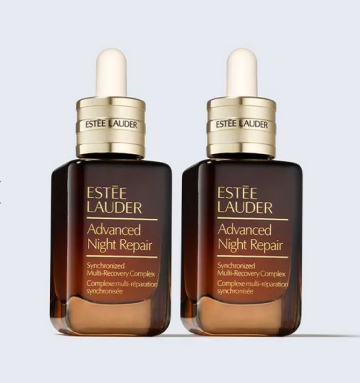 ESTĒE LAUDER
ESTĒE
LAUDER
Advanced
Night Repair
Synchronized
Multi-Recovery Complex
Complexe multi-réparation
synchronisée
ESTĒE LAUDER
ESTĒE
LAUDER
Advanced
Night Repair
Synchronized
Multi-Recovery Complex
Complexe multi-réparation
synchronisée